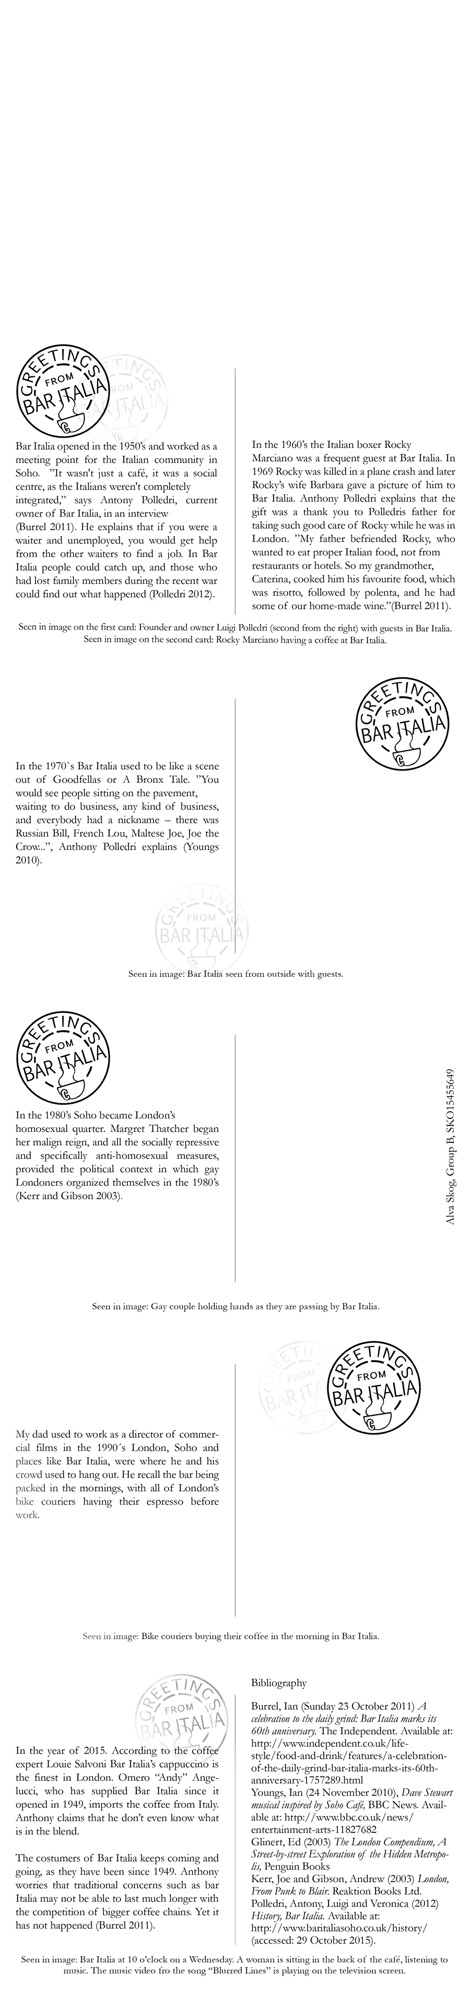 GREETINGS
FROM
BAR ITALIA
FROM
ITALIA
Bar Italia opened in the 1950's and worked as a
meeting point for the Italian community in
Soho. "It wasn't just a café, it was a social
centre, as the Italians weren't completely
integrated," says Antony Polledri, current
owner of Bar Italia, in an interview
(Burrel 2011). He explains that if you were a
waiter and unemployed, you would get help
from the other waiters to find a job. In Bar
Italia people could catch up, and those who
had lost family members during the recent war
could find out what happened (Polledri 2012).
In the 1960's the Italian boxer Rocky
Marciano was a frequent guest at Bar Italia. In
1969 Rocky was killed in a plane crash and later
Rocky's wife Barbara gave a picture of him to
Bar Italia. Anthony Polledri explains that the
gift was a thank you to Polledris father for
taking such good care of Rocky while he was in
London. "My father befriended Rocky, who
wanted to eat proper Italian food, not from
restaurants or hotels. So my grandmother,
Caterina, cooked him his favourite food, which
was risotto, followed by polenta, and he had
some of our home-made wine."(Burrel 2011).
Seen in image on the first card: Founder and owner Luigi Polledri (second from the right) with guests in Bar Italia.
Seen in image on the second card: Rocky Marciano having a coffee at Bar Italia.
GREETINGS
FROM
BAR ITALIA
In the 1970`s Bar Italia used to be like a scene
out of Goodfellas or A Bronx Tale. "You
would see people sitting on the pavement,
waiting to do business, any kind of business,
and everybody had a nickname – there was
Russian Bill, French Lou, Maltese Joe, Joe the
Crow...", Anthony Polledri explains (Youngs
2010).
GREETINGS
FROM
BAR ITALIA
Seen in image: Bar Italia seen from outside with guests.
GREETINGS
FROM
BAR ITALIA
In the 1980's Soho became London's
homosexual quarter. Margret Thatcher began
her malign reign, and all the socially repressive
and specifically anti-homosexual measures,
provided the political context in which gay
Londoners organized themselves in the 1980's
(Kerr and Gibson 2003).
Alva Skog, Group B, SKO15455649
Seen in image: Gay couple holding hands as they are passing by Bar Italia.
GREETINGS
FROM
BAR ITALIA
GREETINGS
FROM
BAR ITALIA
My dad used to work as a director of commer-
cial films in the 1990´s London, Soho and
places like Bar Italia, were where he and his
crowd used to hang out. He recall the bar being
packed in the mornings, with all of London's
bike couriers having their espresso before
work.
Seen in image: Bike couriers buying their coffee in the morning in Bar Italia.
GREETINGS
FROM
BAR ITALIA
In the year of 2015. According to the coffee
expert Louie Salvoni Bar Italia's cappuccino is
the finest in London. Omero "Andy" Ange-
lucci, who has supplied Bar Italia since it
opened in 1949, imports the coffee from Italy.
Anthony claims that he don't even know what
is in the blend.
The costumers of Bar Italia keeps coming and
going, as they have been since 1949. Anthony
worries that traditional concerns such as bar
Italia may not be able to last much longer with
the competition of bigger coffee chains. Yet it
has not happened (Burrel 2011).
Bibliography
Burrel, Ian (Sunday 23 October 2011) A
celebration to the daily grind: Bar Italia marks its
60th anniversary, The Independent. Available at:
http://www.independent.co.uk/life-
style/food-and-drink/features/a-celebration-
of-the-daily-grind-bar-italia-marks-its-60th-
anniversary-1757289.html
Youngs, Ian (24 November 2010), Dave Stewart
musical inspired by Soho Café, BBC News. Avail-
able at: http://www.bbc.co.uk/news/
entertainment-arts-11827682
Glinert, Ed (2003) The London Compendium, A
Street-by-street Exploration of the Hidden Metropo-
lis, Penguin Books
Kerr, Joe and Gibson, Andrew (2003) London,
From Punk to Blair. Reaktion Books Ltd.
Polledri, Antony, Luigi and Veronica (2012)
History, Bar Italia. Available at:
http://www.baritaliasoho.co.uk/history/
(accessed: 29 October 2015).
Seen in image: Bar Italia at 10 o'clock on a Wednesday. A woman is sitting in the back of the café, listening to
music. The music video fro the song "Blurred Lines" is playing on the television screen.